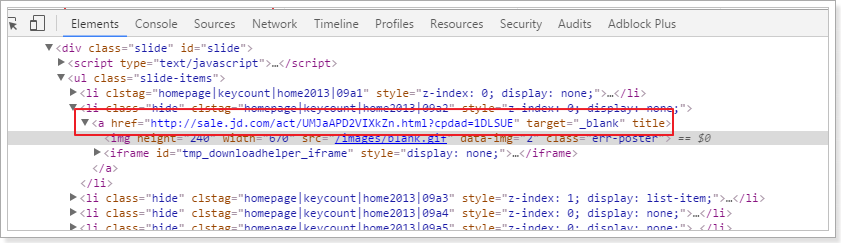 Elements Console Sources Network Timeline Profiles Resources Security Audits Adblock Plus
▼<div class="slide" id="slide">
▶<script type="text/javascript">…</script>
▼<ul class="slide-items">
▶<li clstag="homepage|keycount|home2013|09a1" style="z-index: 0; display: none;">…</li>
▼<li class="hide" clstag="homepage|keycount|home2013|09a2" style="z-index: 0; display: none;">
▼<a href="http://sale.jd.com/act/UMJaAPD2VIXkZn.html?cpdad=1DLSUE" target="_blank" title>
<img height="240" width="670" src="/images/blank.gif" data-img="2" class="err-poster"> == $0
▶<iframe id="tmp_downloadhelper_iframe" style="display: none;">…</iframe>
</a>
</li>
▶<li class="hide" clstag="homepage|keycount|home2013|09a3" style="z-index: 1; display: list-item;">…</li>
▶<li class="hide" clstag="homepage|keycount|home2013|09a4" style="z-index: 0; display: none;">…</li>
▶<li class="hide" clstag="homepage|keycount|home2013|09a5" style="z-index: 0; display: none;">…</li>